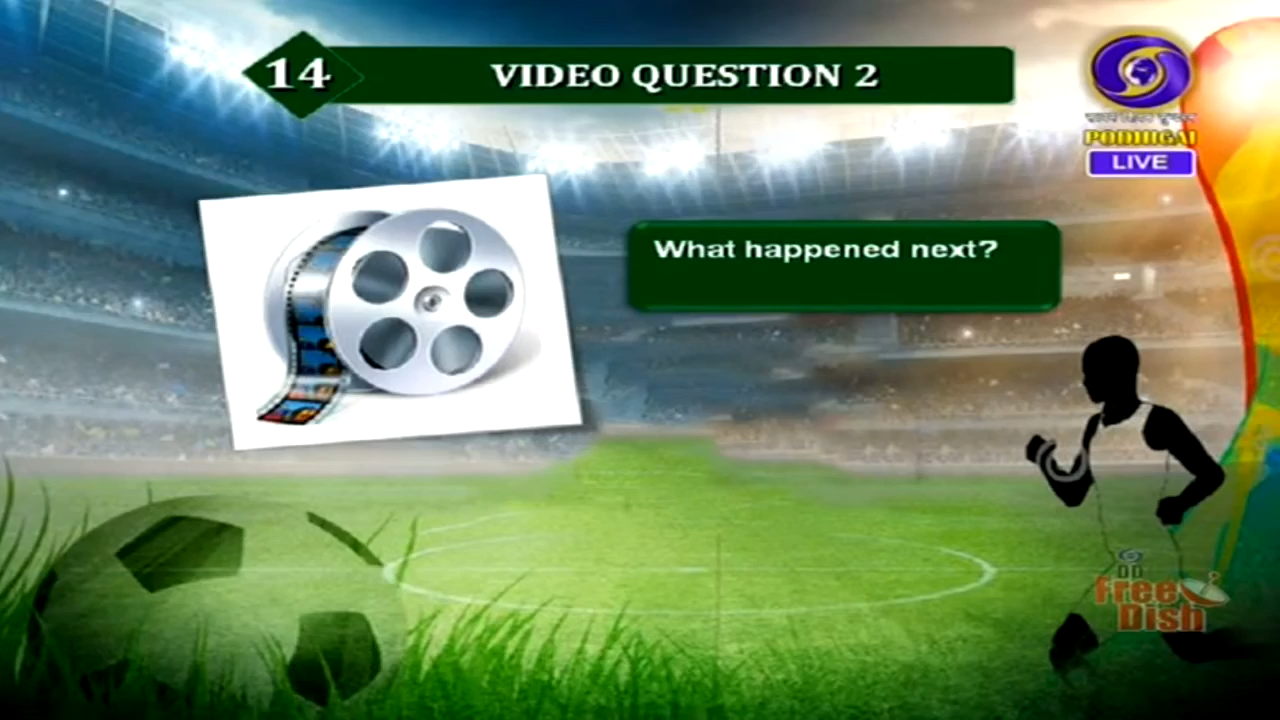 14
VIDEO QUESTION 2
PODHIGAI
LIVE
What happened next?
DD
Free
Dish